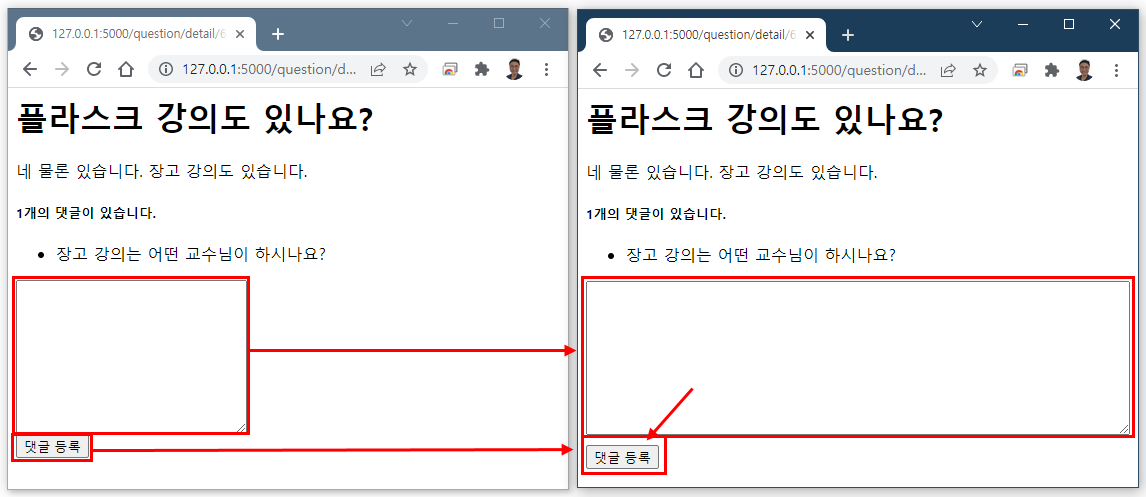 127.0.0.1:5000/question/detail/6
127.0.0.1:5000/question/d...
플라스크 강의도 있나요?
네 물론 있습니다. 장고 강의도 있습니다.
1개의 댓글이 있습니다.
장고 강의는 어떤 교수님이 하시나요?
댓글 등록
127.0.0.1:5000/question/detail/6
127.0.0.1:5000/question/d...
플라스크 강의도 있나요?
네 물론 있습니다. 장고 강의도 있습니다.
1개의 댓글이 있습니다.
장고 강의는 어떤 교수님이 하시나요?
댓글 등록